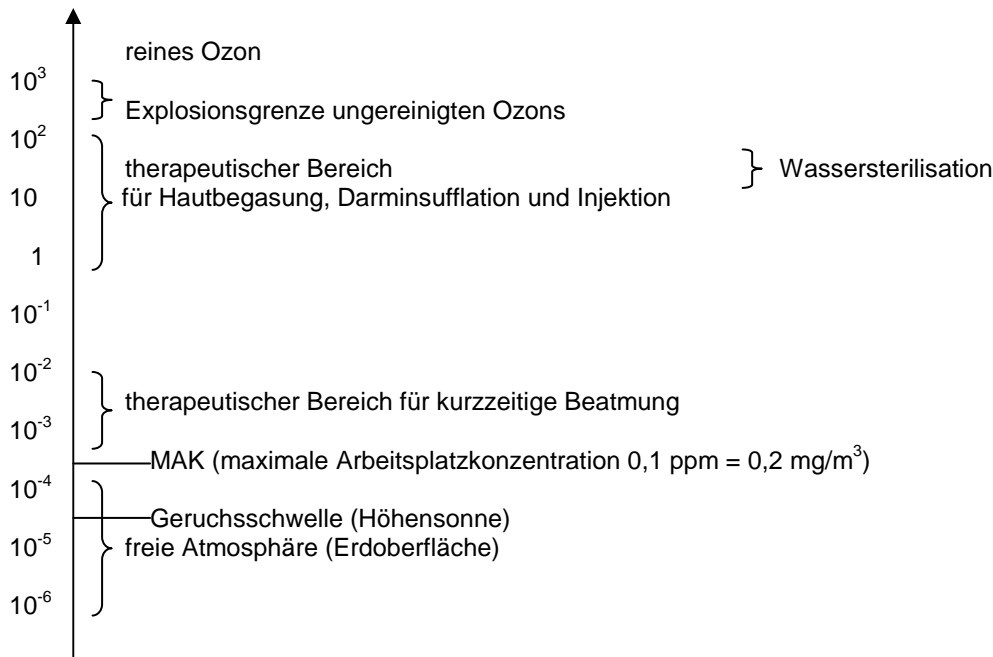 reines Ozon
10³
Explosionsgrenze ungereinigten Ozons
10²
therapeutischer Bereich
Wassersterilisation
10
für Hautbegasung, Darminsufflation und Injektion
1
10⁻¹
10⁻²
therapeutischer Bereich für kurzzeitige Beatmung
10⁻³
MAK (maximale Arbeitsplatzkonzentration 0,1 ppm = 0,2 mg/m³)
10⁻⁴
Geruchsschwelle (Höhensonne)
10⁻⁵
freie Atmosphäre (Erdoberfläche)
10⁻⁶